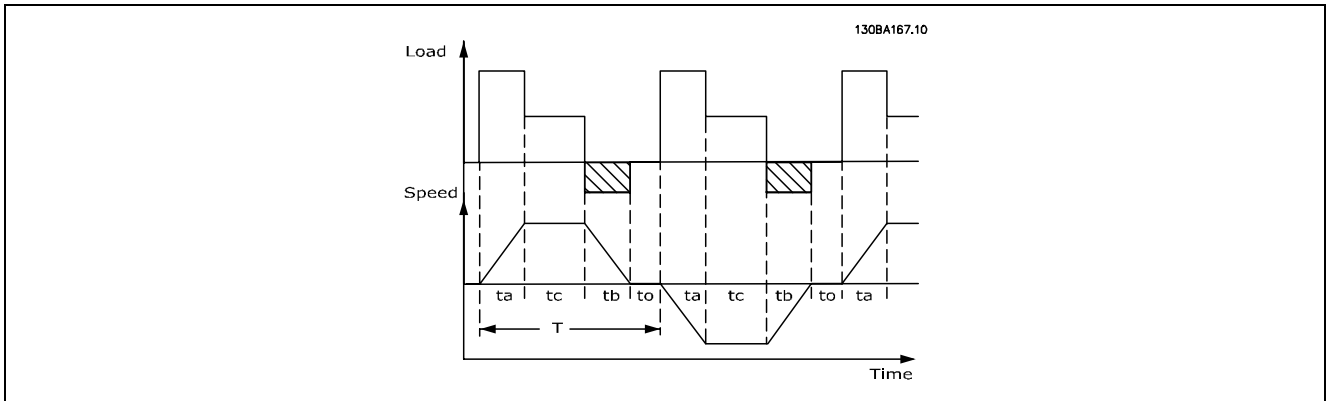 130BA167.10
Load
Speed
ta tc tb to ta tc tb to ta
T
Time